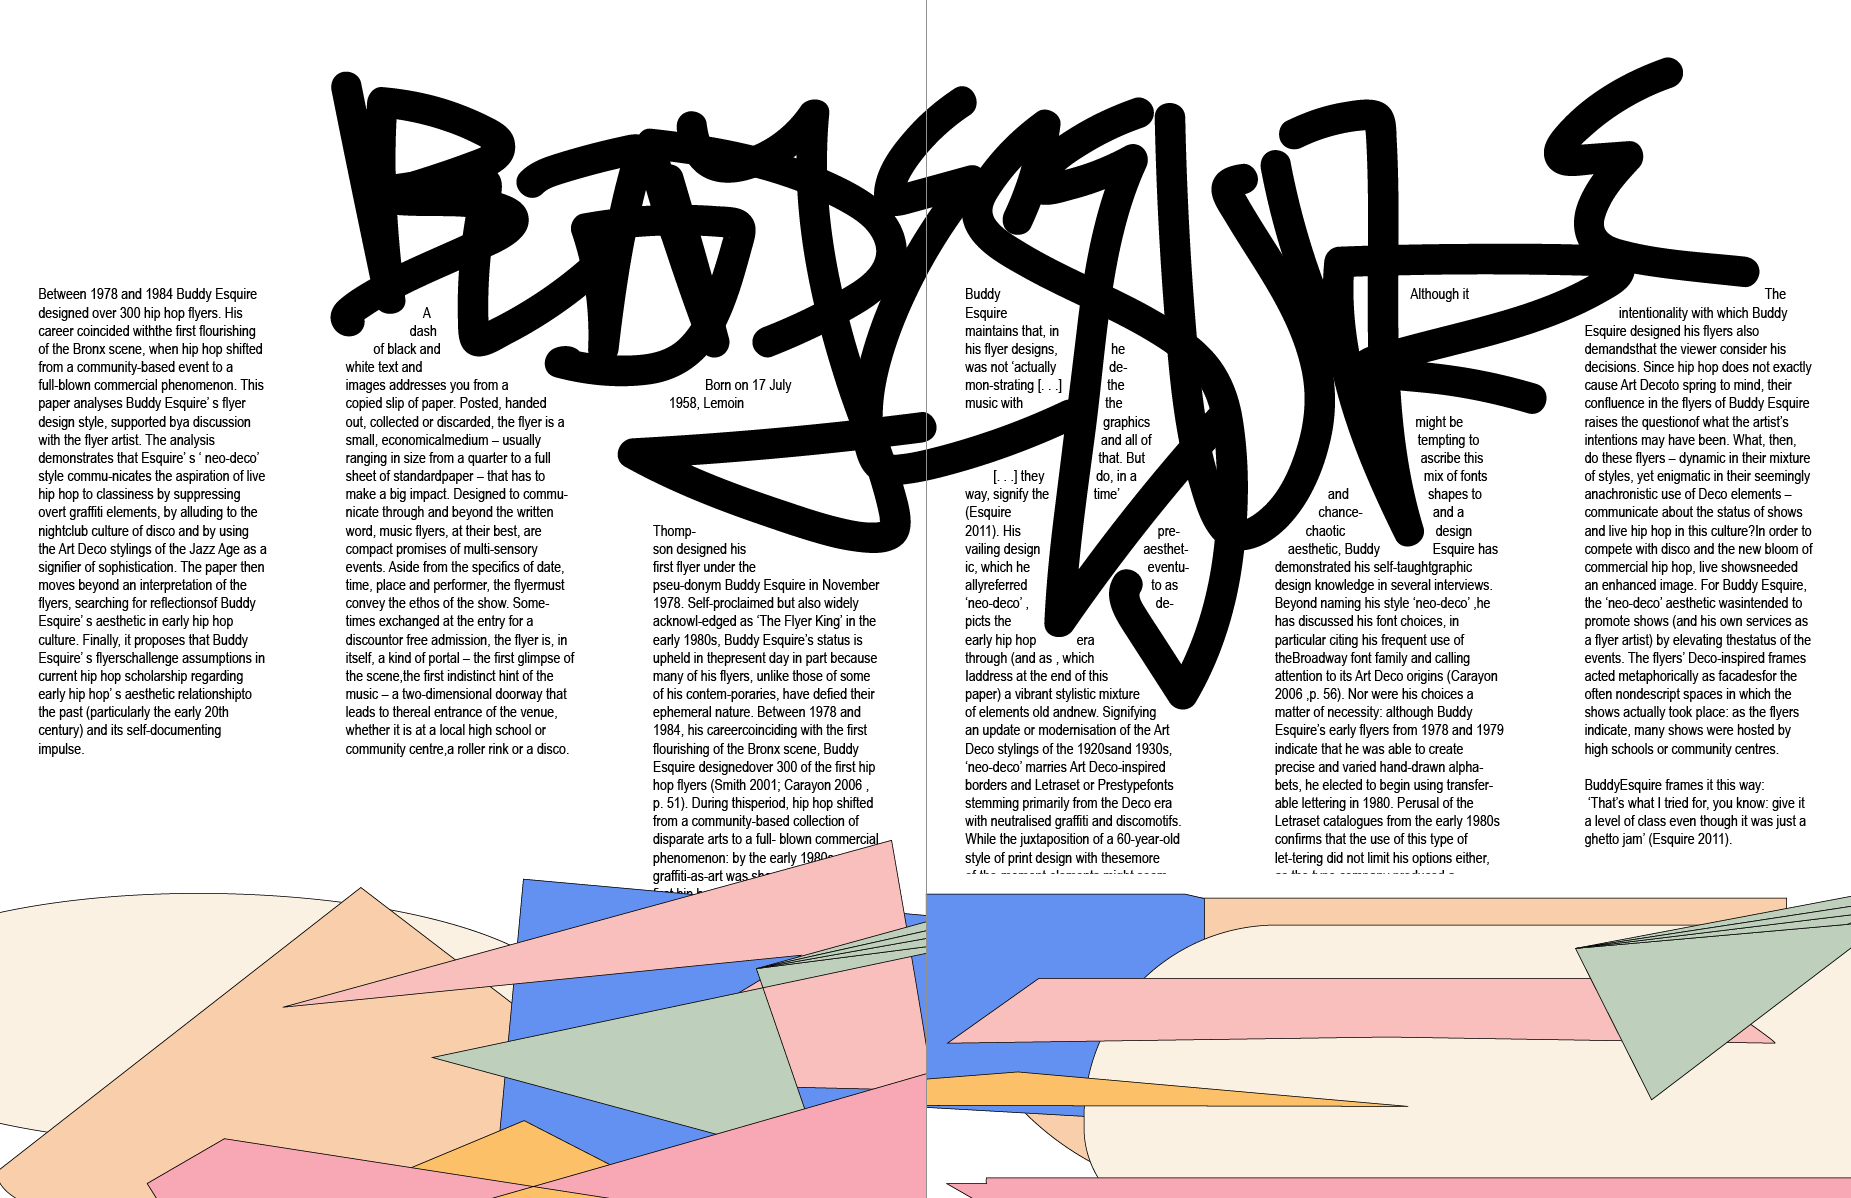 Between 1978 and 1984 Buddy Esquire
designed over 300 hip hop flyers. His
career coincided withthe first flourishing
of the Bronx scene, when hip hop shifted
from a community-based event to a
full-blown commercial phenomenon. This
paper analyses Buddy Esquire’ s flyer
design style, supported bya discussion
with the flyer artist. The analysis
demonstrates that Esquire’ s ‘ neo-deco’
style commu-nicates the aspiration of live
hip hop to classiness by suppressing
overt graffiti elements, by alluding to the
nightclub culture of disco and by using
the Art Deco stylings of the Jazz Age as a
signifier of sophistication. The paper then
moves beyond an interpretation of the
flyers, searching for reflectionsof Buddy
Esquire’ s aesthetic in early hip hop
culture. Finally, it proposes that Buddy
Esquire’ s flyerschallenge assumptions in
current hip hop scholarship regarding
early hip hop’ s aesthetic relationshipto
the past (particularly the early 20th
century) and its self-documenting
impulse.
A
dash
of black and
white text and
images addresses you from a
copied slip of paper. Posted, handed
out, collected or discarded, the flyer is a
small, economicalmedium – usually
ranging in size from a quarter to a full
sheet of standardpaper – that has to
make a big impact. Designed to commu-
nicate through and beyond the written
word, music flyers, at their best, are
compact promises of multi-sensory
events. Aside from the specifics of date,
time, place and performer, the flyermust
convey the ethos of the show. Some-
times exchanged at the entry for a
discountor free admission, the flyer is, in
itself, a kind of portal – the first glimpse of
the scene,the first indistinct hint of the
music – a two-dimensional doorway that
leads to thereal entrance of the venue,
whether it is at a local high school or
community centre,a roller rink or a disco.
Born on 17 July
1958, Lemoin
Thomp-
son designed his
first flyer under the
pseu-donym Buddy Esquire in November
1978. Self-proclaimed but also widely
acknowl-edged as ‘The Flyer King’ in the
early 1980s, Buddy Esquire’s status is
upheld in thepresent day in part because
many of his flyers, unlike those of some
of his contem-poraries, have defied their
ephemeral nature. Between 1978 and
1984, his careercoinciding with the first
flourishing of the Bronx scene, Buddy
Esquire designedover 300 of the first hip
hop flyers (Smith 2001; Carayon 2006 ,
p. 51). During thisperiod, hip hop shifted
from a community-based collection of
disparate arts to a full- blown commercial
phenomenon: by the early 1980s
graffiti-as-art was
Buddy
Esquire
maintains that, in
his flyer designs, he
was not ‘actually de-
mon-strating [. . .] the
music with the
graphics
and all of
that. But
[. . .] they do, in a
way, signify the time’
(Esquire
2011). His pre-
vailing design aesthet-
ic, which he eventu-
allyreferred to as
‘neo-deco’ , de-
picts the
early hip hop era
through (and as , which
Iaddress at the end of this
paper) a vibrant stylistic mixture
of elements old andnew. Signifying
an update or modernisation of the Art
Deco stylings of the 1920sand 1930s,
‘neo-deco’ marries Art Deco-inspired
borders and Letraset or Prestypefonts
stemming primarily from the Deco era
with neutralised graffiti and discomotifs.
While the juxtaposition of a 60-year-old
style of print design with thesemore
of the moment elements might seem
Although it
might be
tempting to
ascribe this
mix of fonts
and shapes to
chance- and a
chaotic design
aesthetic, Buddy Esquire has
demonstrated his self-taughtgraphic
design knowledge in several interviews.
Beyond naming his style ‘neo-deco’ ,he
has discussed his font choices, in
particular citing his frequent use of
theBroadway font family and calling
attention to its Art Deco origins (Carayon
2006 ,p. 56). Nor were his choices a
matter of necessity: although Buddy
Esquire’s early flyers from 1978 and 1979
indicate that he was able to create
precise and varied hand-drawn alpha-
bets, he elected to begin using transfer-
able lettering in 1980. Perusal of the
Letraset catalogues from the early 1980s
confirms that the use of this type of
let-tering did not limit his options either,
as the type company produced a
The
intentionality with which Buddy
Esquire designed his flyers also
demandsthat the viewer consider his
decisions. Since hip hop does not exactly
cause Art Decoto spring to mind, their
confluence in the flyers of Buddy Esquire
raises the questionof what the artist’s
intentions may have been. What, then,
do these flyers – dynamic in their mixture
of styles, yet enigmatic in their seemingly
anachronistic use of Deco elements –
communicate about the status of shows
and live hip hop in this culture?In order to
compete with disco and the new bloom of
commercial hip hop, live showsneeded
an enhanced image. For Buddy Esquire,
the ‘neo-deco’ aesthetic wasintended to
promote shows (and his own services as
a flyer artist) by elevating thestatus of the
events. The flyers’ Deco-inspired frames
acted metaphorically as facadesfor the
often nondescript spaces in which the
shows actually took place: as the flyers
indicate, many shows were hosted by
high schools or community centres.
BuddyEsquire frames it this way:
‘That’s what I tried for, you know: give it
a level of class even though it was just a
ghetto jam’ (Esquire 2011).